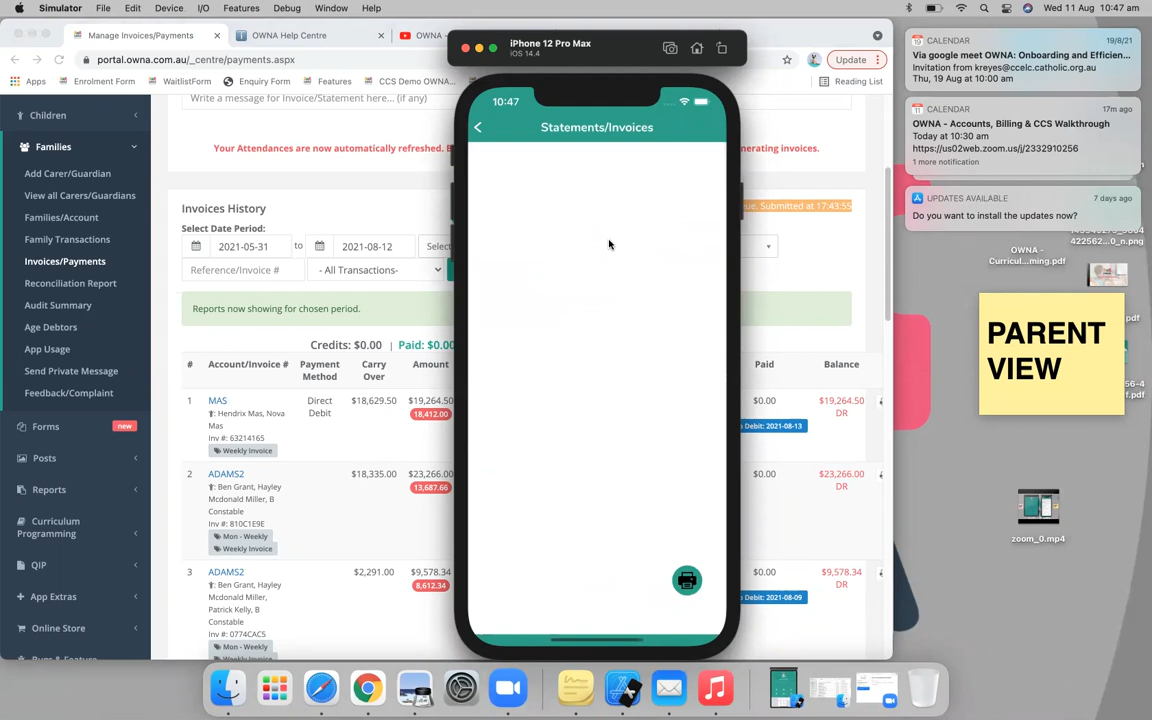 Simulator File Edit Device I/O Features Debug Window Help
Wed 11 Aug 10:47 am
Manage Invoices/Payments
OWNA Help Centre
OWNA -
Update
portal.owna.com.au/_centre/payments.aspx
Apps Enrolment Form WaitlistForm Features CCS Demo OWNA...
Reading List
iPhone 12 Pro Max
iOS 14.4
10:47
Statements/Invoices
Children
Families
Add Carer/Guardian
View all Carers/Guardians
Families/Account
Family Transactions
Invoices/Payments
Reconciliation Report
Audit Summary
Age Debtors
App Usage
Send Private Message
Feedback/Complaint
Forms new
Posts
Reports
Curriculum
Programming
QIP
App Extras
Online Store
Write a message for Invoice/Statement here... (if any)
Your Attendances are now automatically refreshed.
nerating invoices.
Invoices History
ue. Submitted at 17:43:55
Select Date Period:
2021-05-31 to 2021-08-12 Select
Reference/Invoice # - All Transactions-
Reports now showing for chosen period.
Credits: $0.00 | Paid: $0.00
# Account/Invoice # Payment Method Carry Over Amount Paid Balance
1 MAS Direct Debit $18,629.50 $19,264.50 $0.00 $19,264.50 DR
18,412.00
Debit: 2021-08-13
Hendrix Mas, Nova
Mas
Inv #: 63214165
Weekly Invoice
2 ADAMS2 $18,335.00 $23,266.00 $0.00 $23,266.00 DR
13,687.66
Ben Grant, Hayley
Mcdonald Miller, B
Constable
Inv #: 810C1E9E
Mon - Weekly
Weekly Invoice
3 ADAMS2 $2,291.00 $9,578.34 $0.00 $9,578.34 DR
8,612.34
Debit: 2021-08-09
Ben Grant, Hayley
Mcdonald Miller,
Patrick Kelly, B
Constable
Inv #: 0774CAC5
Mon - Weekly
CALENDAR 19/8/21
Via google meet OWNA: Onboarding and Efficien...
Invitation from kreyes@ccelc.catholic.org.au
Thu, 19 Aug at 10:00 am
CALENDAR 17m ago
OWNA - Accounts, Billing & CCS Walkthrough
Today at 10:30 am
https://us02web.zoom.us/j/2332910256
1 more notification
UPDATES AVAILABLE 7 days ago
Do you want to install the updates now?
422562..._0_n.png
OWNA -
Curricul...ming.pdf
PARENT
VIEW
zoom_0.mp4